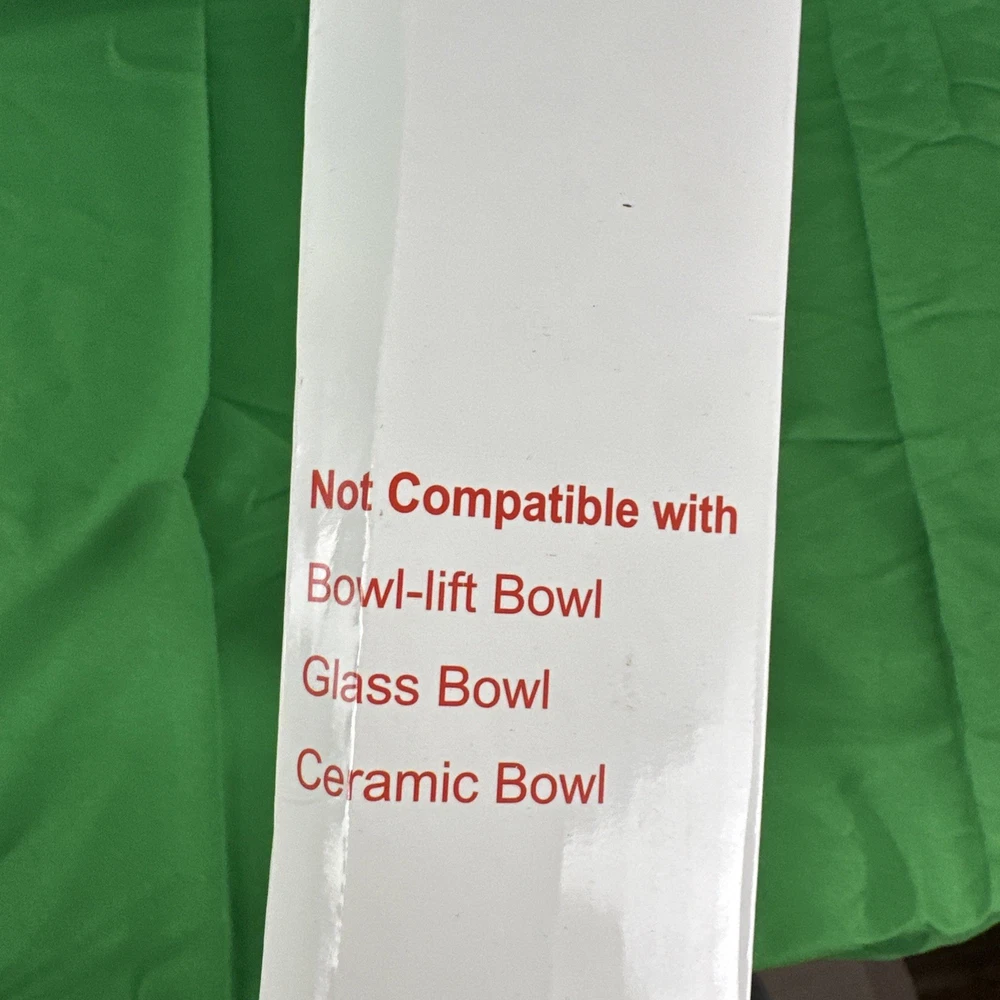 Not Compatible with
Bowl-lift Bowl
Glass Bowl
Ceramic Bowl